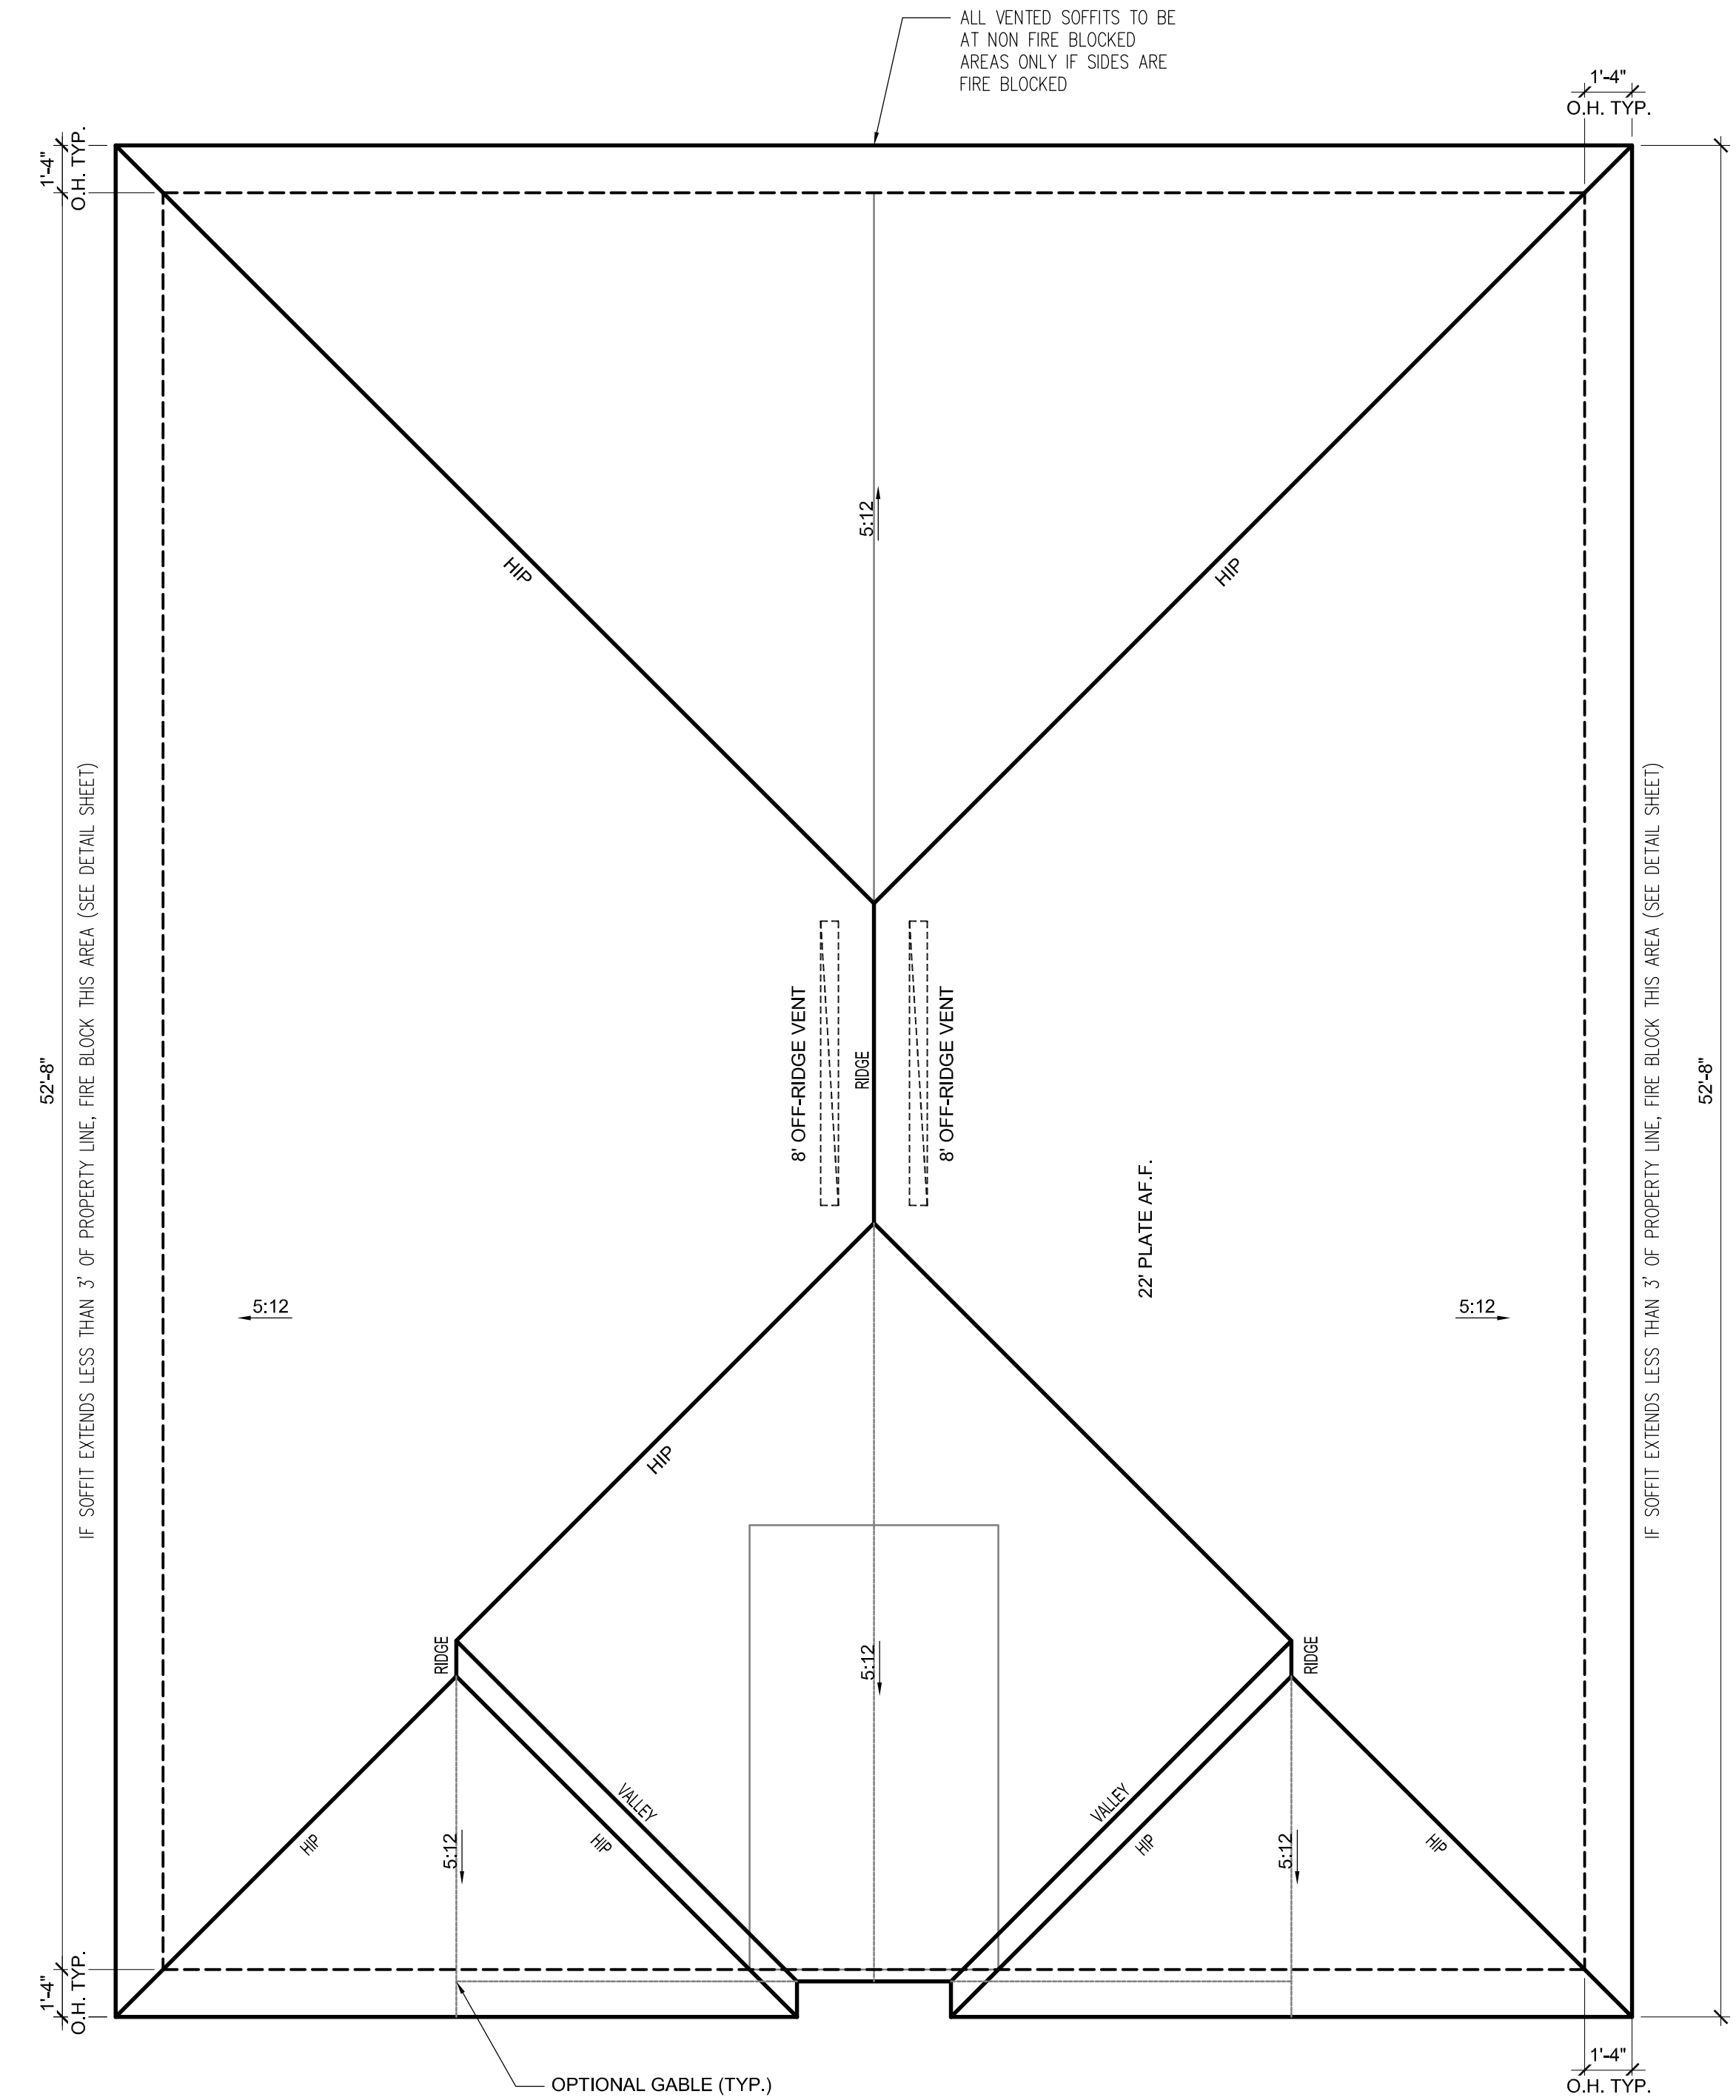 ALL VENTED SOFFITS TO BE
AT NON FIRE BLOCKED
AREAS ONLY IF SIDES ARE
FIRE BLOCKED
1'-4"
O.H. TYP.
1'-4"
O.H. TYP.
5:12
HIP
HIP
IF SOFFIT EXTENDS LESS THAN 3' OF PROPERTY LINE, FIRE BLOCK THIS AREA (SEE DETAIL SHEET)
52'-8"
8' OFF-RIDGE VENT
RIDGE
8' OFF-RIDGE VENT
22' PLATE AF.F.
IF SOFFIT EXTENDS LESS THAN 3' OF PROPERTY LINE, FIRE BLOCK THIS AREA (SEE DETAIL SHEET)
52'-8"
5:12
5:12
HIP
RIDGE
5:12
RIDGE
HIP
5:12
VALLEY
HIP
VALLEY
HIP
5:12
HIP
1'-4"
O.H. TYP.
OPTIONAL GABLE (TYP.)
1'-4"
O.H. TYP.